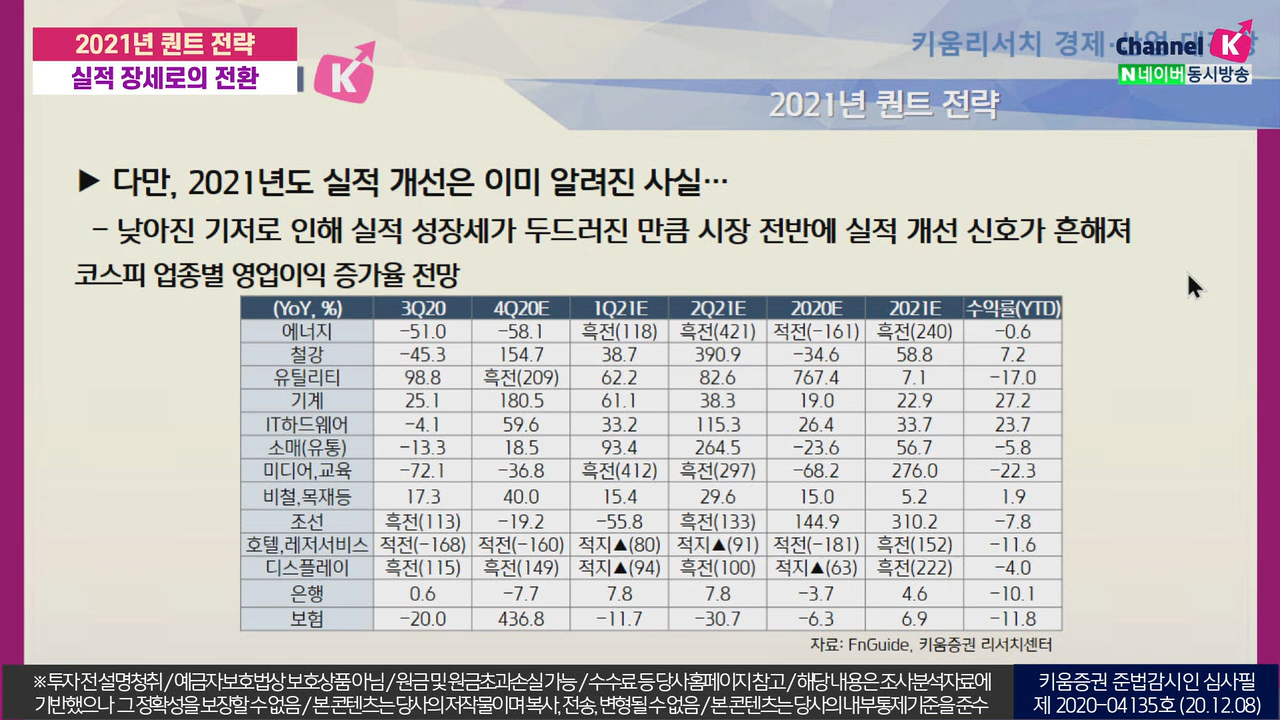 2021년 퀀트 전략
실적 장세로의 전환
K
키움리서치 경제·산업
Channel K
N 네이버 동시방송
2021년 퀀트 전략
▶ 다만, 2021년도 실적 개선은 이미 알려진 사실…
- 낮아진 기저로 인해 실적 성장세가 두드러진 만큼 시장 전반에 실적 개선 신호가 흔해져
코스피 업종별 영업이익 증가율 전망
(YoY, %) 3Q20 4Q20E 1Q21E 2Q21E 2020E 2021E 수익률(YTD)
에너지 -51.0 -58.1 흑전(118) 흑전(421) 적전(-161) 흑전(240) -0.6
철강 -45.3 154.7 38.7 390.9 -34.6 58.8 7.2
유틸리티 98.8 흑전(209) 62.2 82.6 767.4 7.1 -17.0
기계 25.1 180.5 61.1 38.3 19.0 22.9 27.2
IT하드웨어 -4.1 59.6 33.2 115.3 26.4 33.7 23.7
소매(유통) -13.3 18.5 93.4 264.5 -23.6 56.7 -5.8
미디어,교육 -72.1 -36.8 흑전(412) 흑전(297) -68.2 276.0 -22.3
비철,목재등 17.3 40.0 15.4 29.6 15.0 5.2 1.9
조선 흑전(113) -19.2 -55.8 흑전(133) 144.9 310.2 -7.8
호텔,레저서비스 적전(-168) 적전(-160) 적지▲(80) 적지▲(91) 적전(-181) 흑전(152) -11.6
디스플레이 흑전(115) 흑전(149) 적지▲(94) 흑전(100) 적지▲(63) 흑전(222) -4.0
은행 0.6 -7.7 7.8 7.8 -3.7 4.6 -10.1
보험 -20.0 436.8 -11.7 -30.7 -6.3 6.9 -11.8
자료: FnGuide, 키움증권 리서치센터
※ 투자 전 설명청취 / 예금자보호법상 보호상품 아님 / 원금 및 원금초과손실 가능 / 수수료 등 당사홈페이지 참고 / 해당 내용은 조사분석자료에
기반했으나 그 정확성을 보장할 수 없음 / 본 콘텐츠는 당사의 저작물이며 복사, 전송, 변형될 수 없음 / 본 콘텐츠는 당사의 내부통제기준을 준수
키움증권 준법감시인 심사필
제 2020-04135호 (20.12.08)